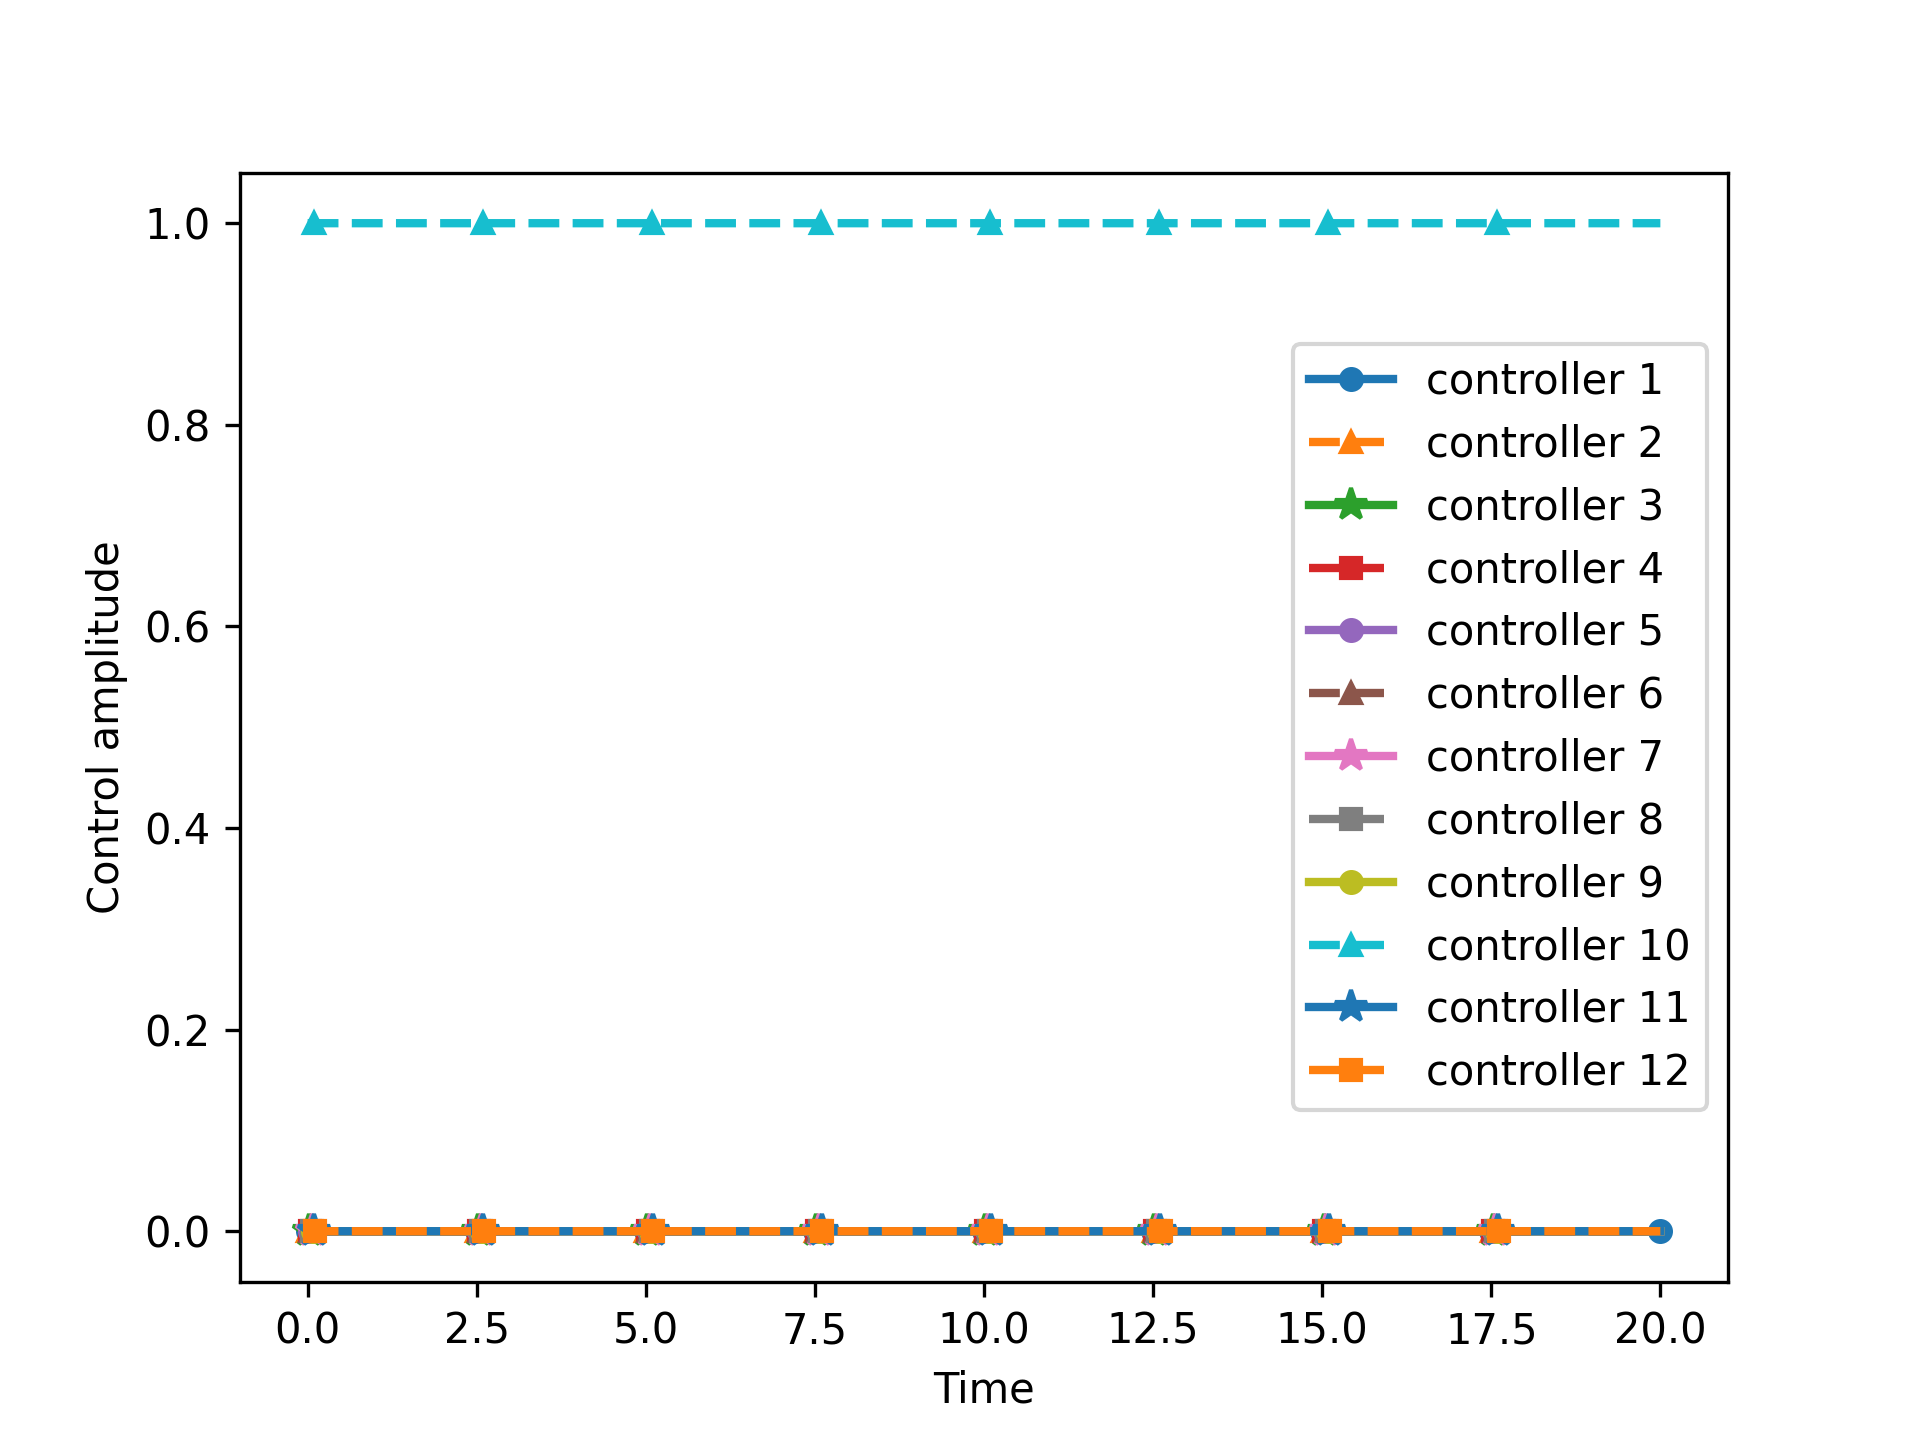 1.0
0.8
0.6
0.4
0.2
0.0
Control amplitude
controller 1
controller 2
controller 3
controller 4
controller 5
controller 6
controller 7
controller 8
controller 9
controller 10
controller 11
controller 12
0.0 2.5 5.0 7.5 10.0 12.5 15.0 17.5 20.0
Time